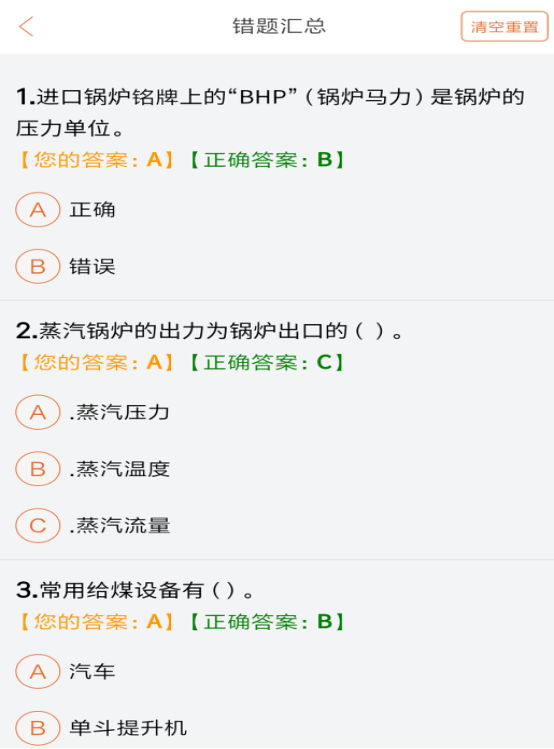 错题汇总
清空重置
1.进口锅炉铭牌上的“BHP”（锅炉马力）是锅炉的
压力单位。
【您的答案：A】【正确答案：B】
A 正确
B 错误
2.蒸汽锅炉的出力为锅炉出口的（ ）。
【您的答案：A】【正确答案：C】
A .蒸汽压力
B .蒸汽温度
C .蒸汽流量
3.常用给煤设备有（）。
【您的答案：A】【正确答案：B】
A 汽车
B 单斗提升机